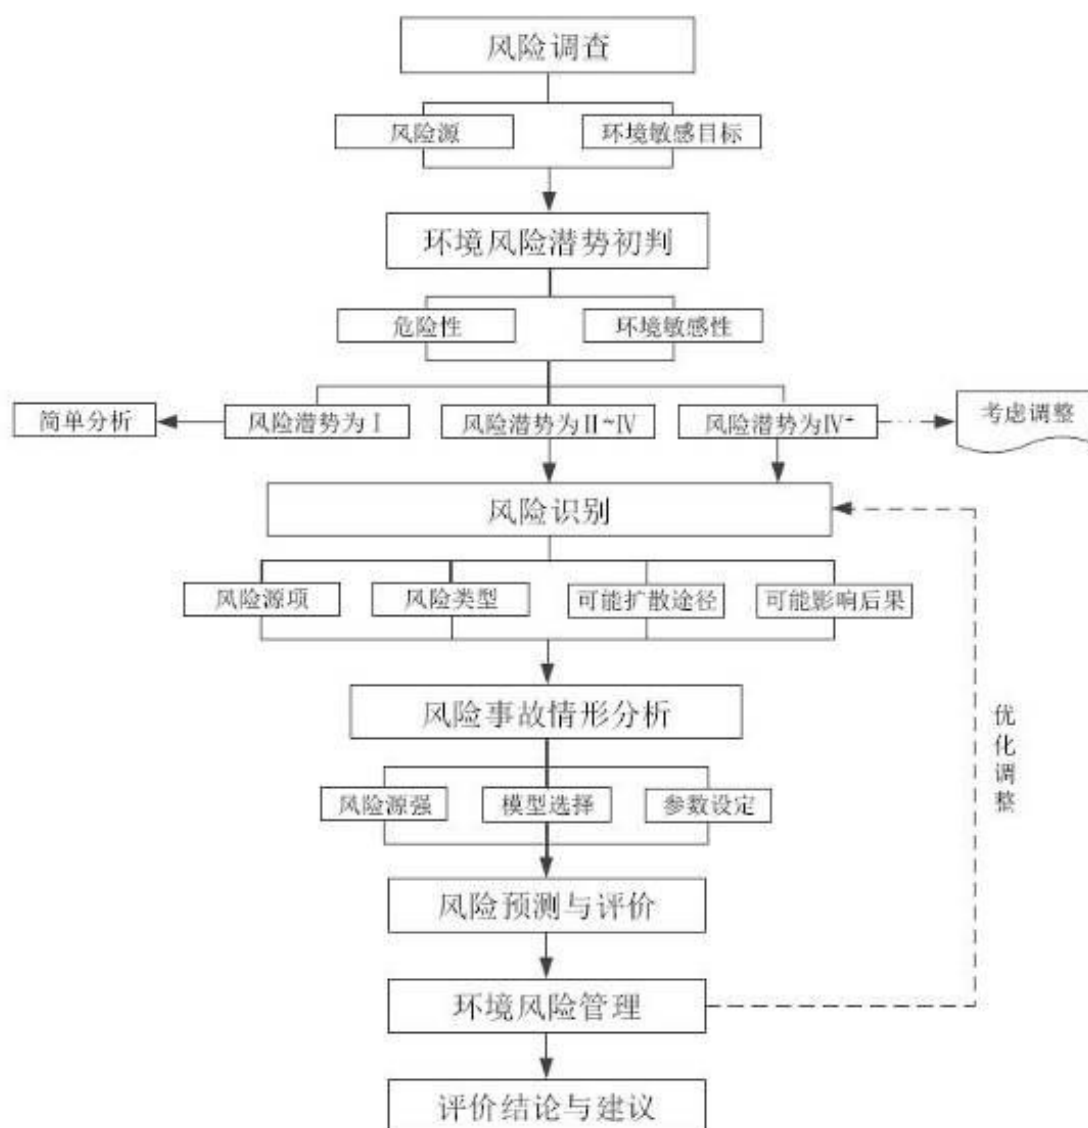 风险调查
风险源
环境敏感目标
环境风险潜势初判
危险性
环境敏感性
简单分析
风险潜势为Ⅰ
风险潜势为Ⅱ~Ⅳ
风险潜势为Ⅳ+
考虑调整
风险识别
风险源项
风险类型
可能扩散途径
可能影响后果
风险事故情形分析
优化调整
风险源强
模型选择
参数设定
风险预测与评价
环境风险管理
评价结论与建议